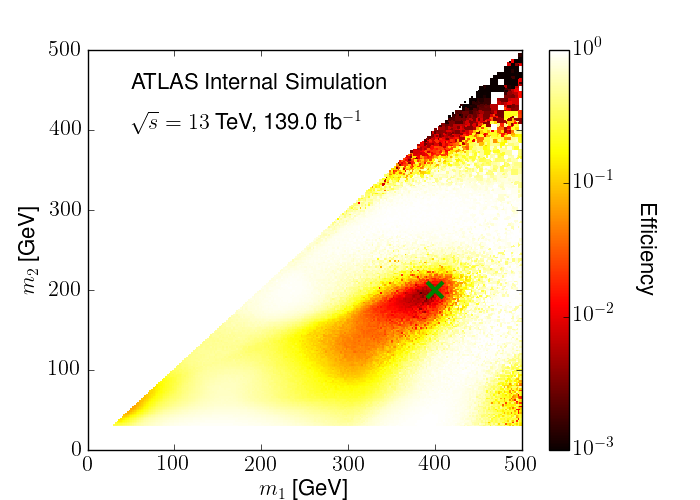 ATLAS Internal Simulation
√s = 13 TeV, 139.0 fb⁻¹
500
400
300
200
100
0
m₂ [GeV]
0 100 200 300 400 500
m₁ [GeV]
10⁰
10⁻¹
10⁻²
10⁻³
Efficiency